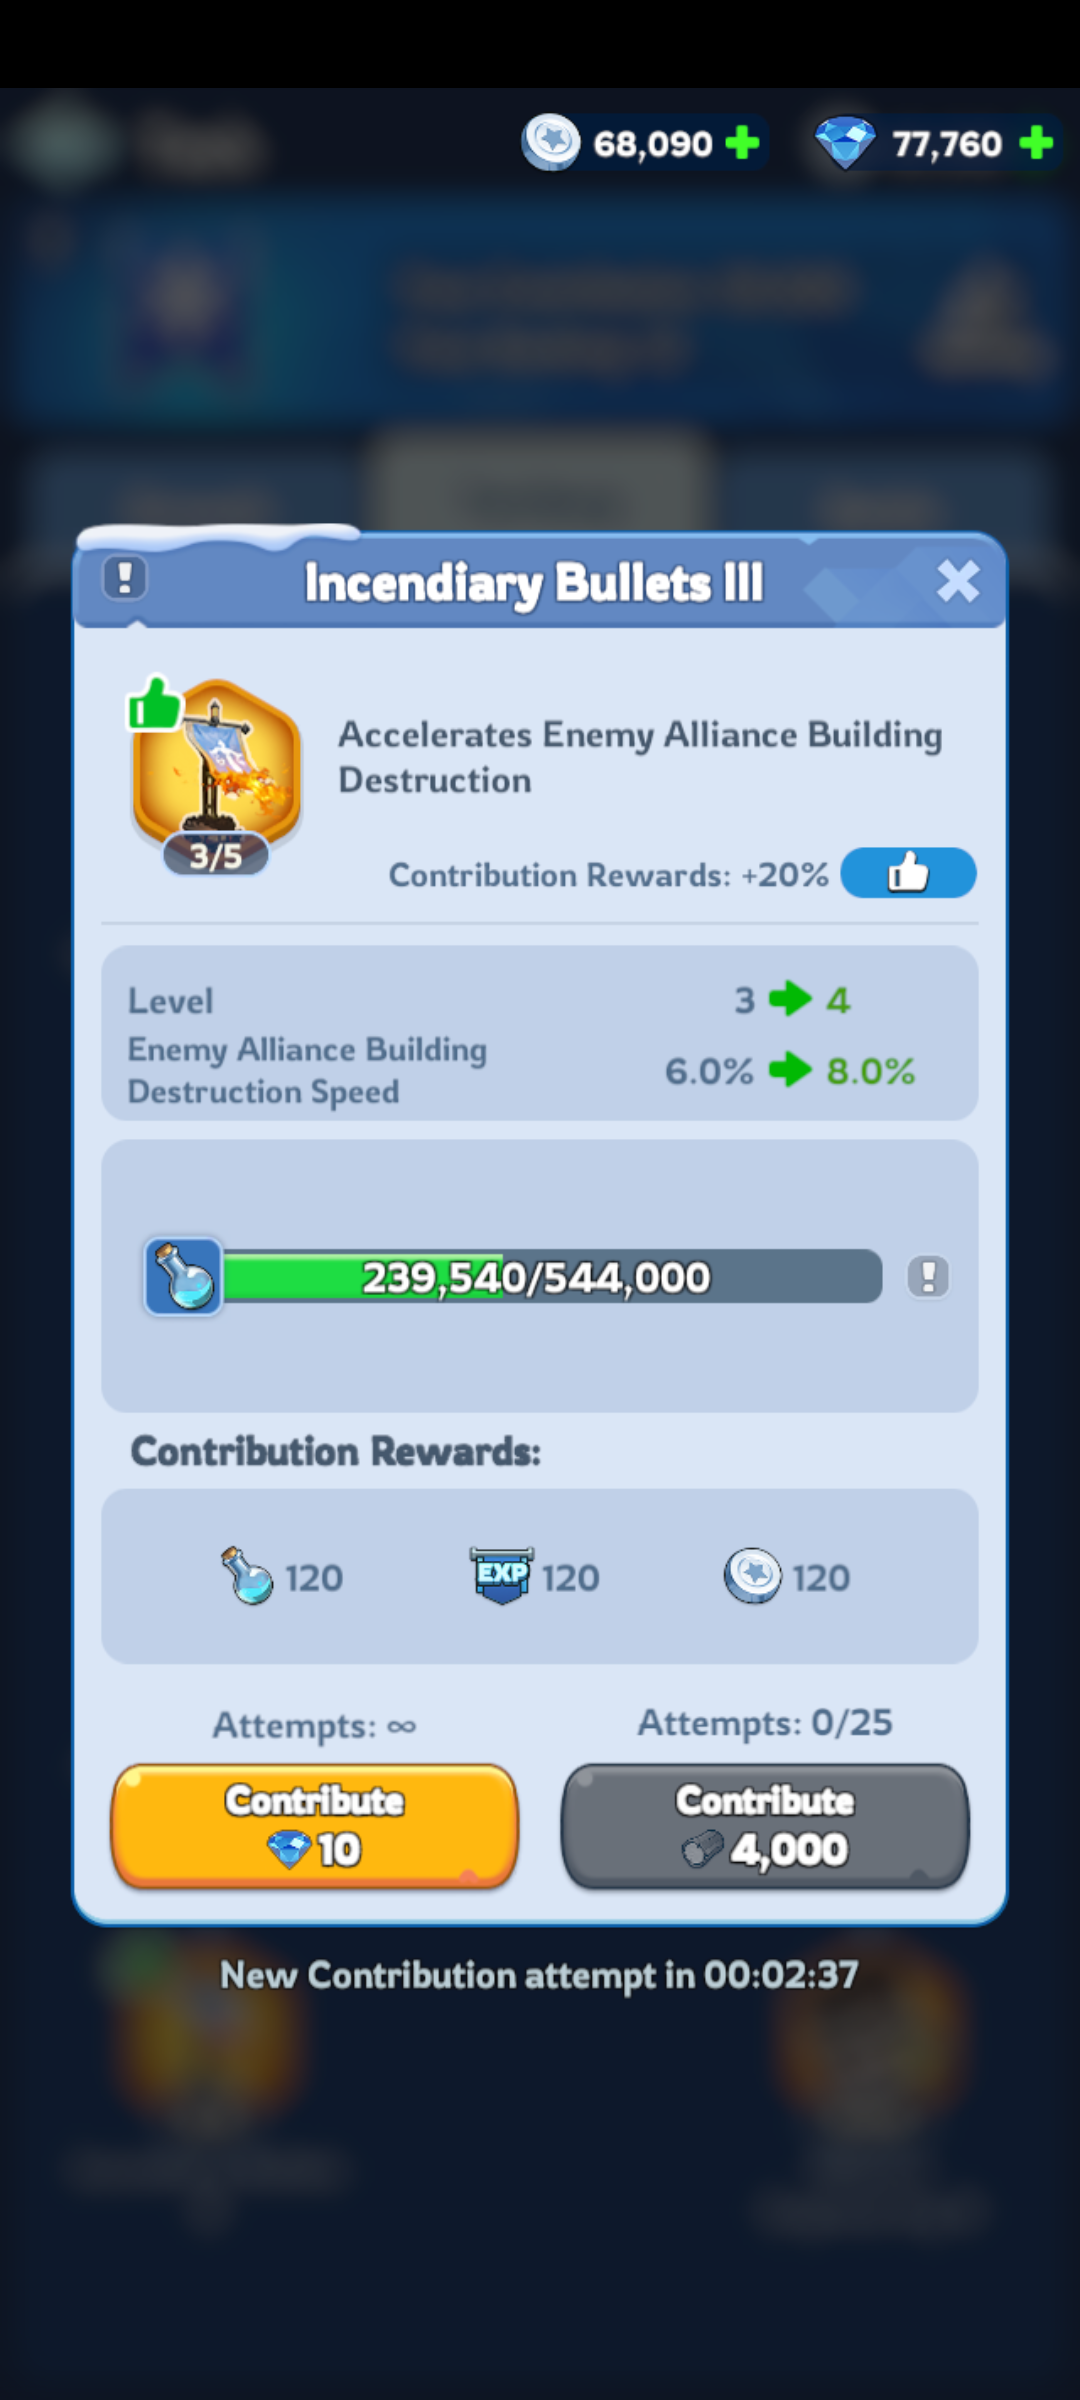 68,090
77,760
Incendiary Bullets III
Accelerates Enemy Alliance Building
Destruction
3/5
Contribution Rewards: +20%
Level 3 4
Enemy Alliance Building
Destruction Speed
6.0% 8.0%
239,540/544,000
Contribution Rewards:
120 EXP 120 120
Attempts: ∞
Attempts: 0/25
Contribute
10
Contribute
4,000
New Contribution attempt in 00:02:37